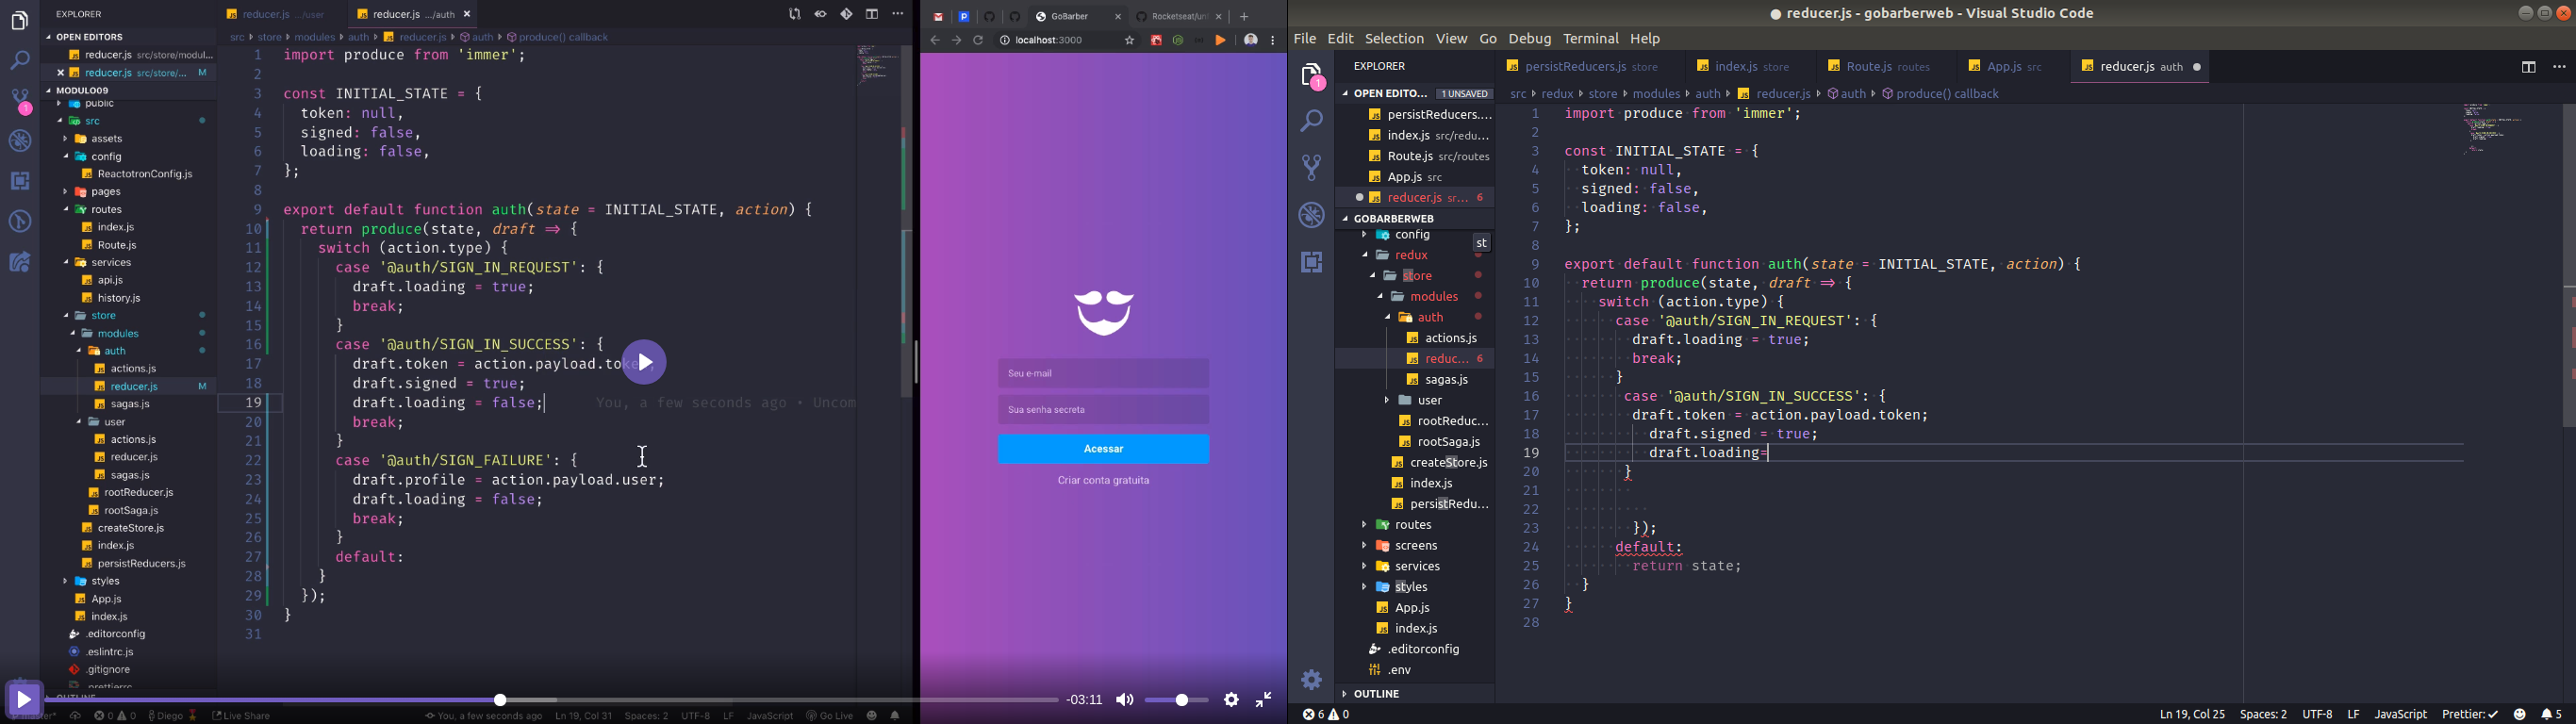 EXPLORER
OPEN EDITORS
reducer.js src/store/modul...
reducer.js src/store/... M
MODULO09
public
src
assets
config
ReactotronConfig.js
pages
routes
index.js
Route.js
services
api.js
history.js
store
modules
auth
actions.js
reducer.js M
sagas.js
user
actions.js
reducer.js
sagas.js
rootReducer.js
rootSaga.js
createStore.js
index.js
persistReducers.js
styles
App.js
index.js
.editorconfig
.eslintrc.js
.gitignore
.prettierrc
OUTLINE
reducer.js .../user
reducer.js .../auth ×
src › store › modules › auth › reducer.js › auth › produce() callback
1 import produce from 'immer';
2
3 const INITIAL_STATE = {
4 token: null,
5 signed: false,
6 loading: false,
7 };
8
9 export default function auth(state = INITIAL_STATE, action) {
10 return produce(state, draft ⇒ {
11 switch (action.type) {
12 case '@auth/SIGN_IN_REQUEST': {
13 draft.loading = true;
14 break;
15 }
16 case '@auth/SIGN_IN_SUCCESS': {
17 draft.token = action.payload.token;
18 draft.signed = true;
19 draft.loading = false; You, a few seconds ago • Uncom
20 break;
21 }
22 case '@auth/SIGN_FAILURE': {
23 draft.profile = action.payload.user;
24 draft.loading = false;
25 break;
26 }
27 default:
28 }
29 });
30 }
31
-03:11
0 0 Diego Live Share You, a few seconds ago Ln 19, Col 31 Spaces: 2 UTF-8 LF JavaScript Go Live
GoBarber × Rocketseat/un × +
localhost:3000
Seu e-mail
Sua senha secreta
Acessar
Criar conta gratuita
● reducer.js - gobarberweb - Visual Studio Code
File Edit Selection View Go Debug Terminal Help
1
EXPLORER
OPEN EDITO... 1 UNSAVED
persistReducers....
index.js src/redu...
Route.js src/routes
App.js src
reducer.js sr... 6
GOBARBERWEB
st
config
redux
store
modules
auth
actions.js
reduc... 6
sagas.js
user
rootReduc...
rootSaga.js
createStore.js
index.js
persistRedu...
routes
screens
services
styles
App.js
index.js
.editorconfig
.env
OUTLINE
persistReducers.js store
index.js store
Route.js routes
App.js src
reducer.js auth ●
src › redux › store › modules › auth › reducer.js › auth › produce() callback
1 import produce from 'immer';
2
3 const INITIAL_STATE = {
4 token: null,
5 signed: false,
6 loading: false,
7 };
8
9 export default function auth(state = INITIAL_STATE, action) {
10 return produce(state, draft ⇒ {
11 switch (action.type) {
12 case '@auth/SIGN_IN_REQUEST': {
13 draft.loading = true;
14 break;
15 }
16 case '@auth/SIGN_IN_SUCCESS': {
17 draft.token = action.payload.token;
18 draft.signed = true;
19 draft.loading=
20 }
21
22
23 });
24 default:
25 return state;
26 }
27 }
28
6 0 Ln 19, Col 25 Spaces: 2 UTF-8 LF JavaScript Prettier: ✓ 5